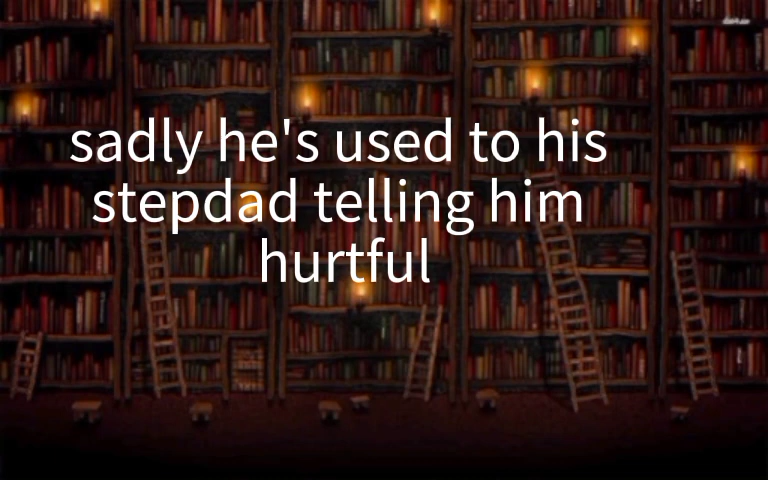 sadly he's used to his
stepdad telling him
hurtful